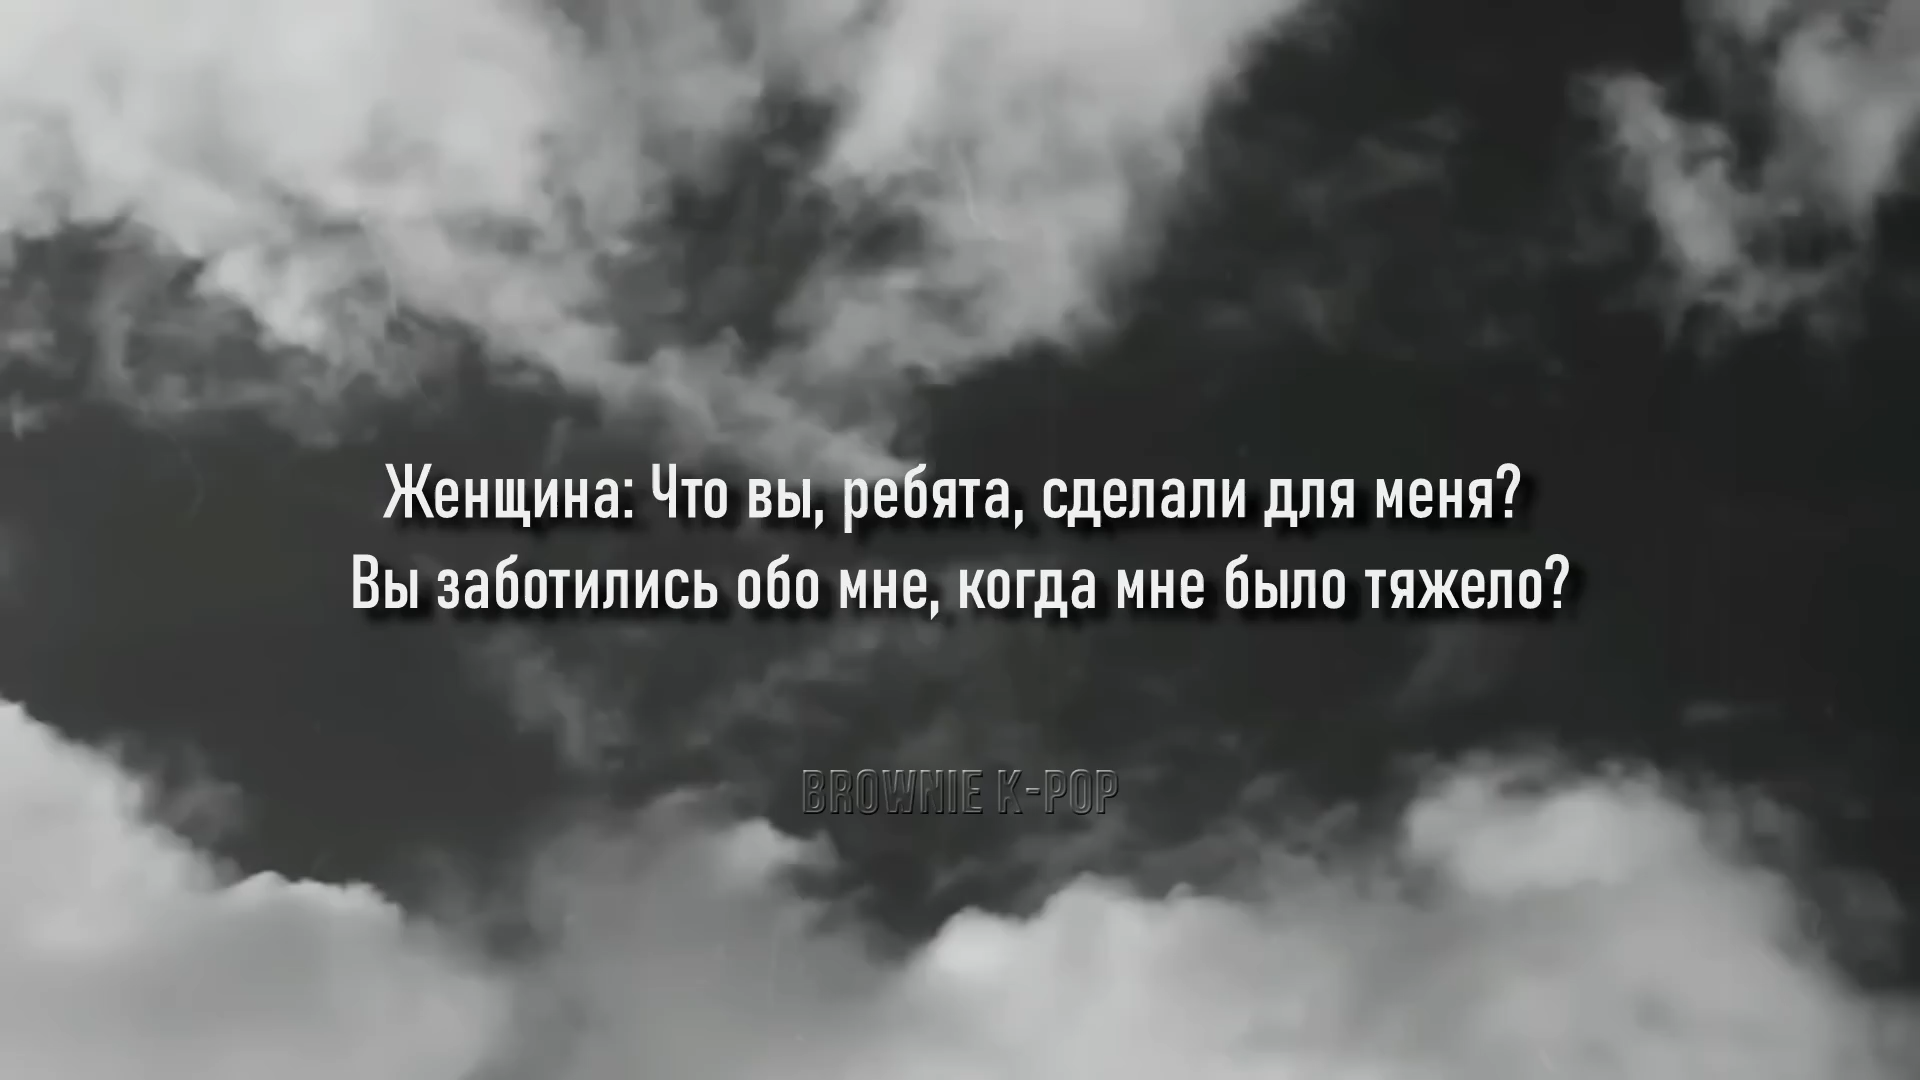 Женщина: Что вы, ребята, сделали для меня?
Вы заботились обо мне, когда мне было тяжело?
BROWNIE K-POP